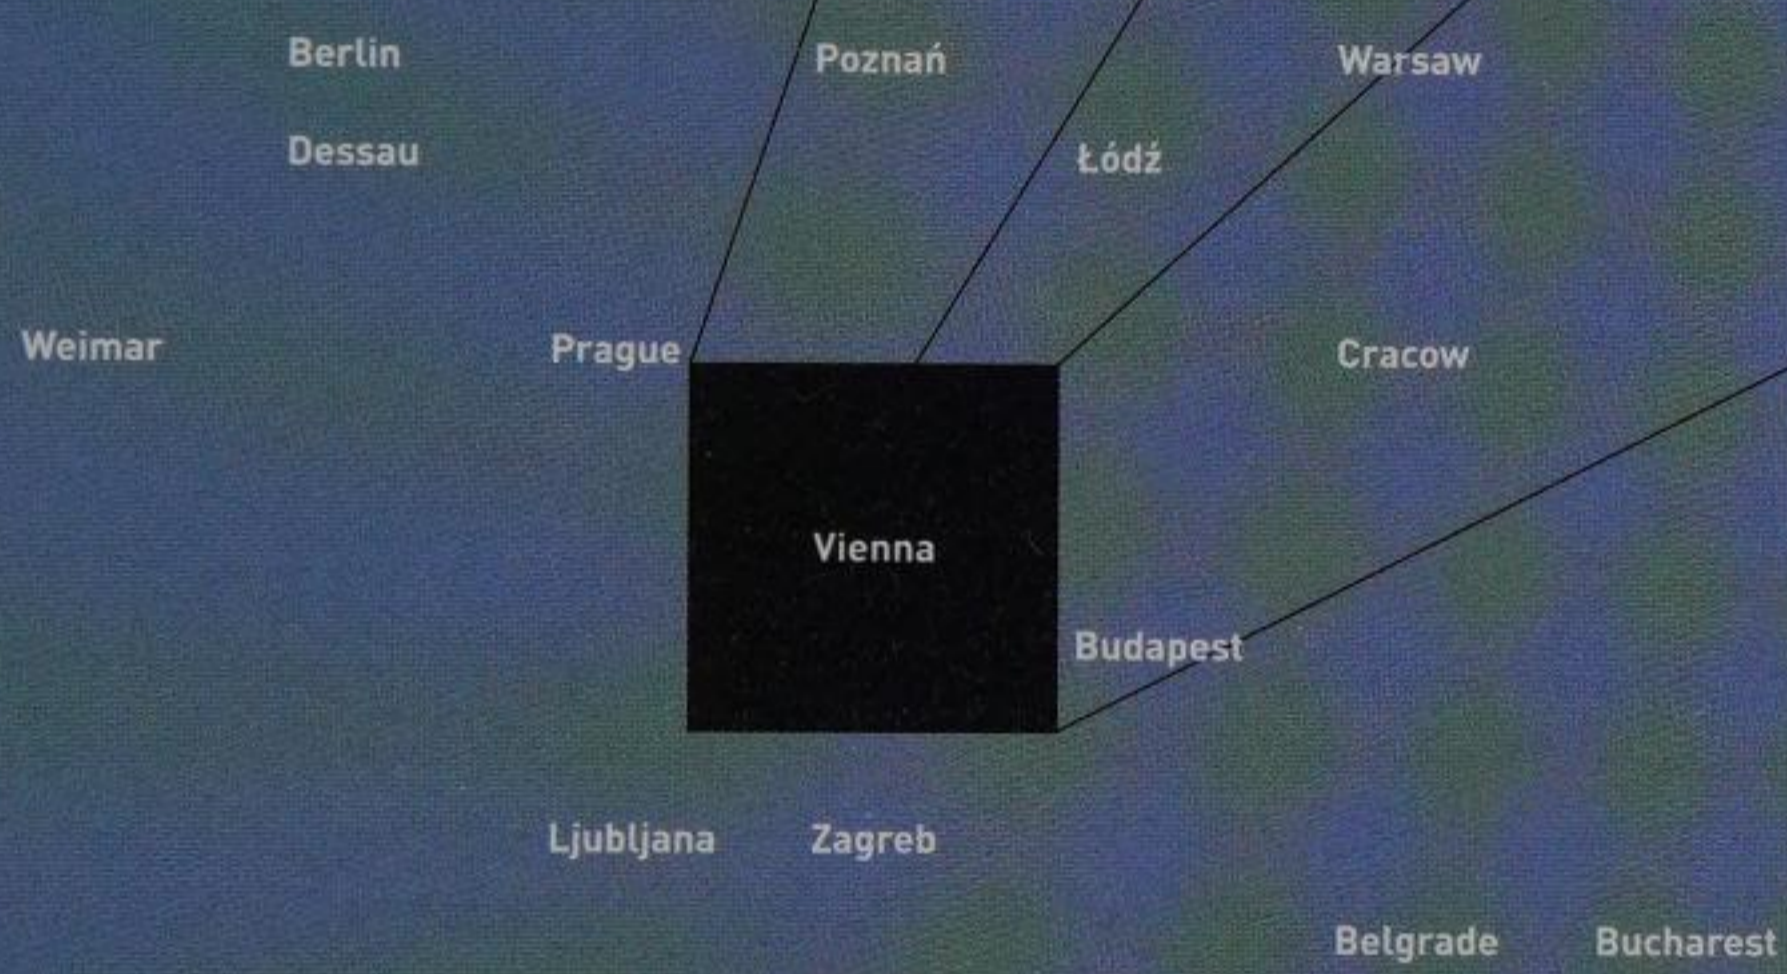 Berlin
Poznań
Warsaw
Dessau
Łódź
Weimar
Prague
Cracow
Vienna
Budapest
Ljubljana
Zagreb
Belgrade
Bucharest